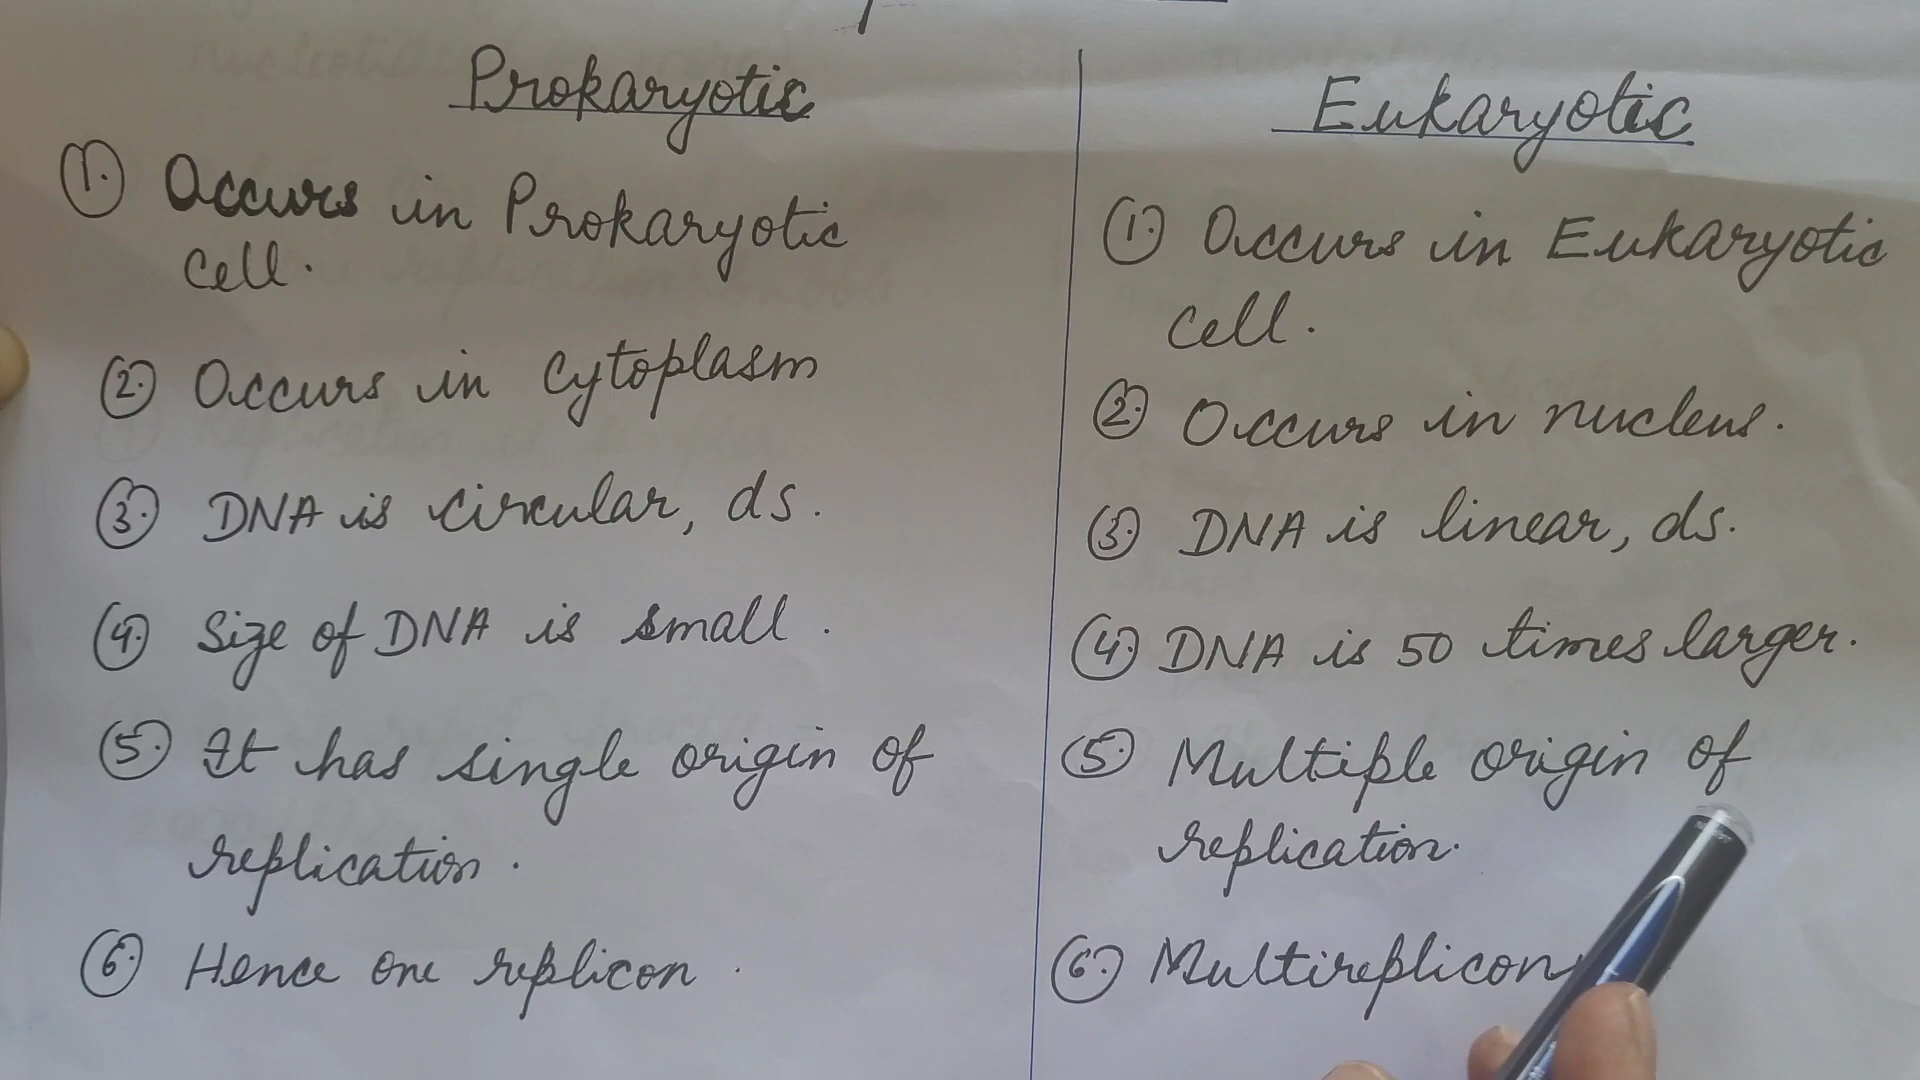 Prokaryotic
① Occurs in Prokaryotic
cell.
② Occurs in cytoplasm
③ DNA is circular, ds.
④ Size of DNA is small.
⑤ It has single origin of
replication.
⑥ Hence one replicon.
Eukaryotic
① Occurs in Eukaryotic
cell.
② Occurs in nucleus.
③ DNA is linear, ds.
④ DNA is 50 times larger.
⑤ Multiple origin of
replication.
⑥ Multireplicon